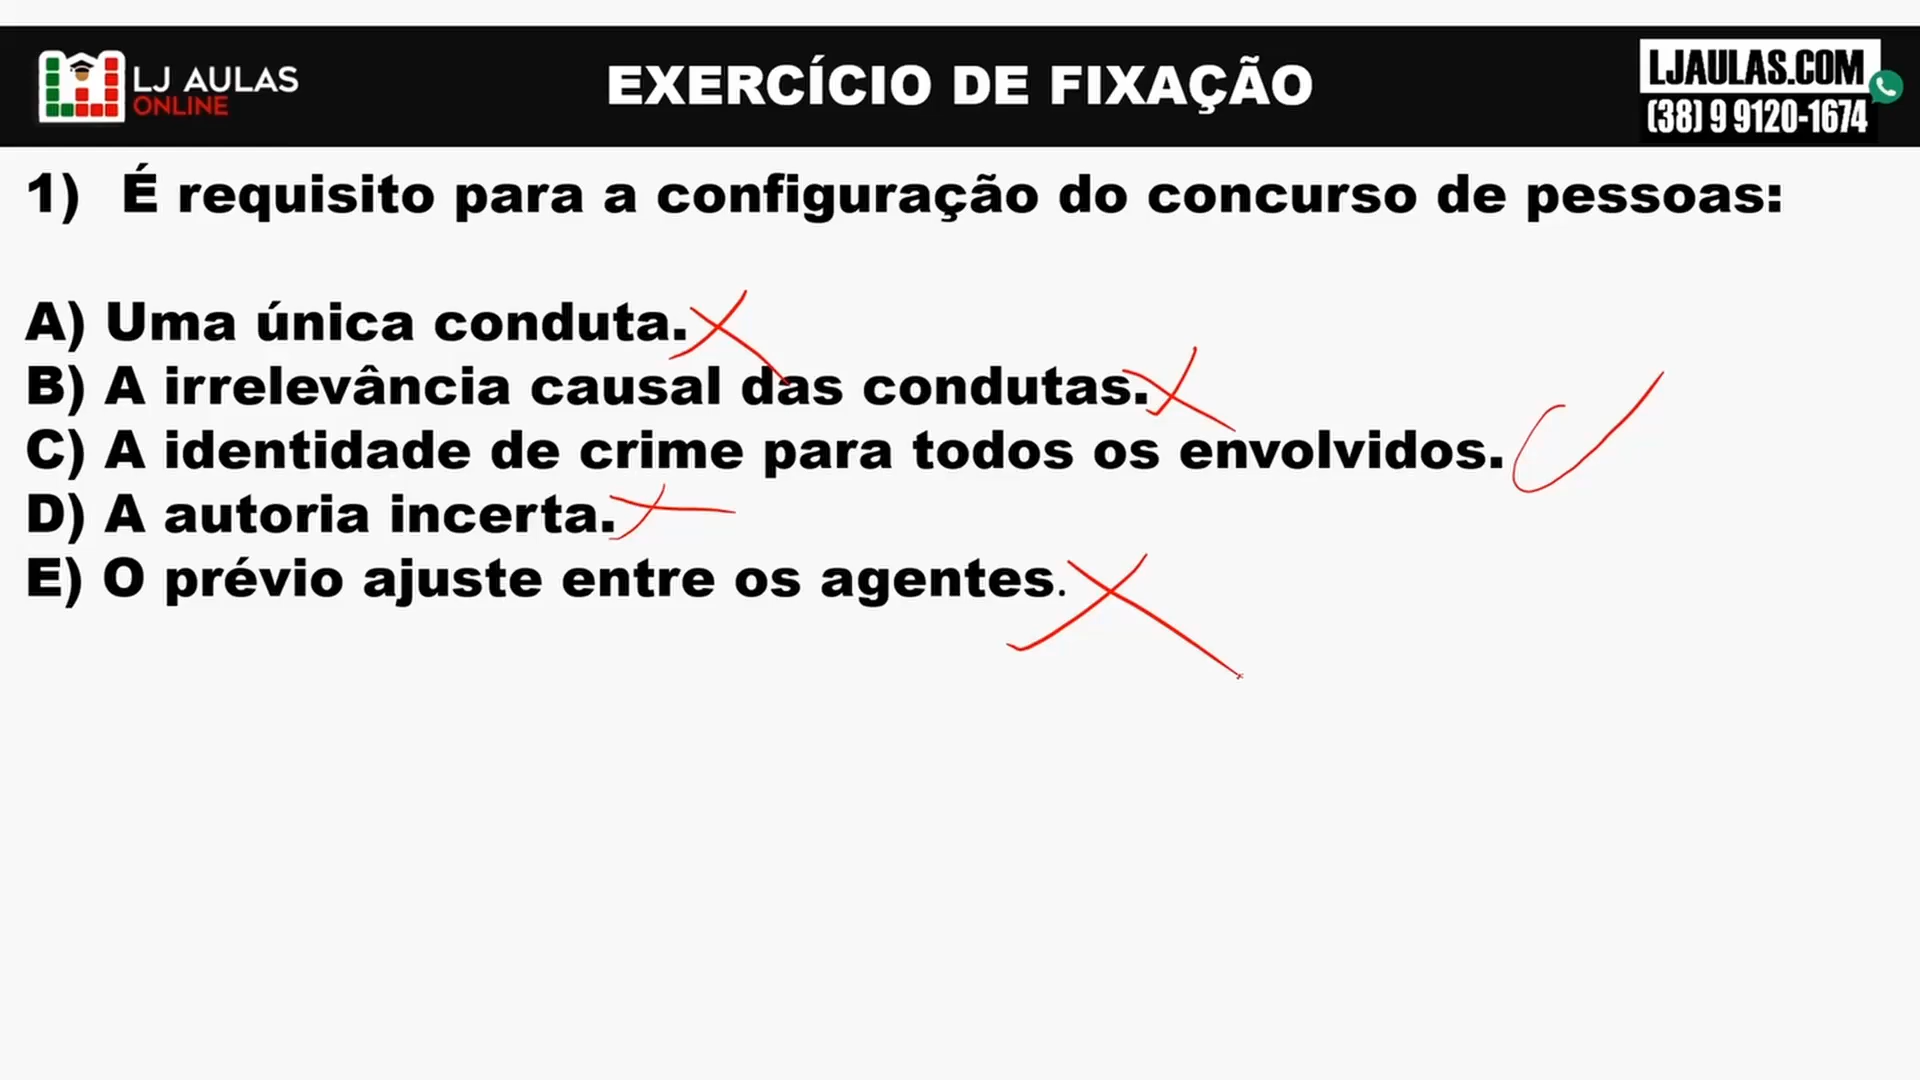 LJ AULAS
ONLINE
EXERCÍCIO DE FIXAÇÃO
LJAULAS.COM
(38) 9 9120-1674
1) É requisito para a configuração do concurso de pessoas:
A) Uma única conduta.
B) A irrelevância causal das condutas.
C) A identidade de crime para todos os envolvidos.
D) A autoria incerta.
E) O prévio ajuste entre os agentes.